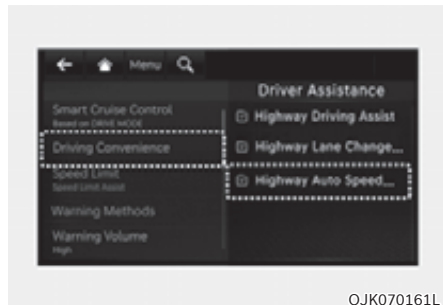 Menu
Driver Assistance
Smart Cruise Control
Based on DRIVE MODE
Driving Convenience
Speed Limit
Speed Limit Assist
Warning Methods
Warning Volume
High
Highway Driving Assist
Highway Lane Change...
Highway Auto Speed...
OJK070161L